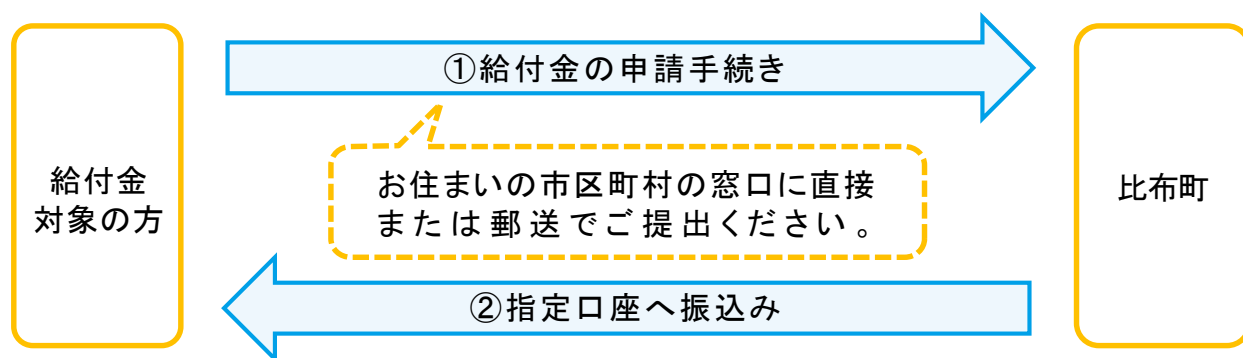 ①給付金の申請手続き
給付金
対象の方
お住まいの市区町村の窓口に直接
または郵送でご提出ください。
比布町
②指定口座へ振込み